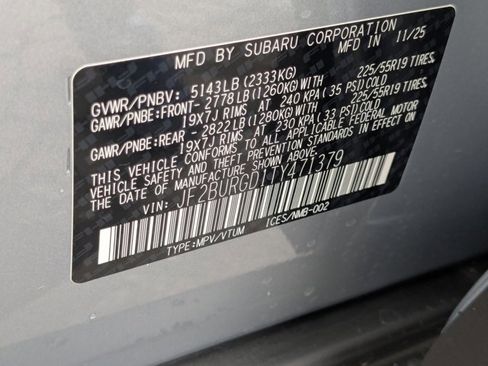 MFD BY SUBARU CORPORATION
MADE IN 11/25
GVWR/PNBV: 5143LB(2333KG)
GAWR/PNBE:FRONT- 2778LB(1260KG)WITH 225/55R19 TIRES,
19X7J RIMS AT 240 KPA(35 PSI)COLD
GAWR/PNBE:REAR - 2822LB(1280KG)WITH 225/55R19 TIRES,
19X7J RIMS AT 230 KPA(33 PSI)COLD
THIS VEHICLE CONFORMS TO ALL APPLICABLE FEDERAL MOTOR
VEHICLE SAFETY AND THEFT PREVENTION STANDARDS IN EFFECT ON
THE DATE OF MANUFACTURE SHOWN ABOVE.
VIN: JF2BURGD1TY471379
TYPE:MPV/VTUM ICES/NMB-002